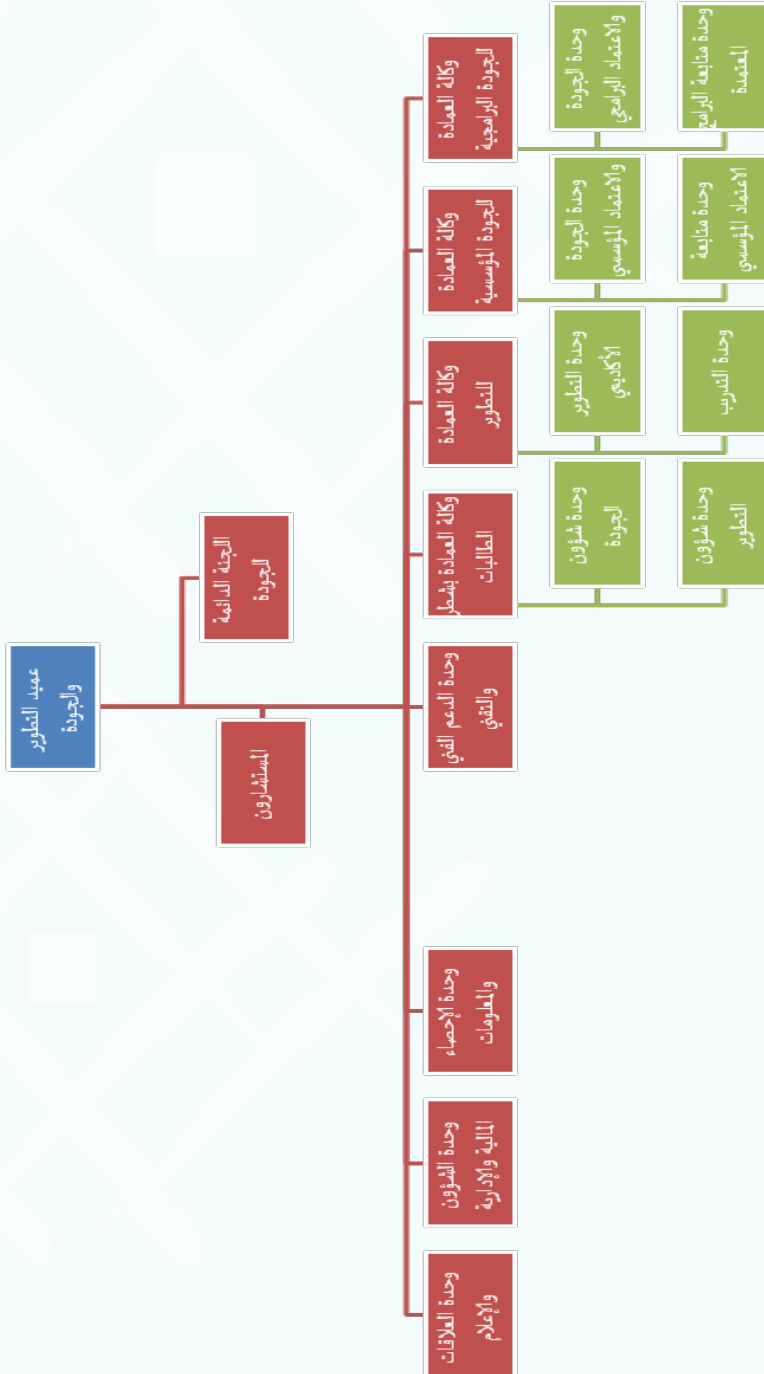 عميد التطوير
والجودة
اللجنة الدائمة
للجودة
المستشارون
وكالة العمادة
للجودة البرامجية
وكالة العمادة
للجودة المؤسسية
وكالة العمادة
للتطوير
وكالة العمادة بشطر
الطالبات
وحدة الدعم الفني
والتقني
وحدة الإحصاء
والمعلومات
وحدة الشؤون
المالية والإدارية
وحدة العلاقات
والإعلام
وحدة الجودة
والاعتماد البرامجي
وحدة الجودة
والاعتماد المؤسسي
وحدة التطوير
الأكاديمي
وحدة شؤون
الجودة
وحدة متابعة البرامج
المعتمدة
وحدة متابعة
الاعتماد المؤسسي
وحدة التدريب
وحدة شؤون
التطوير